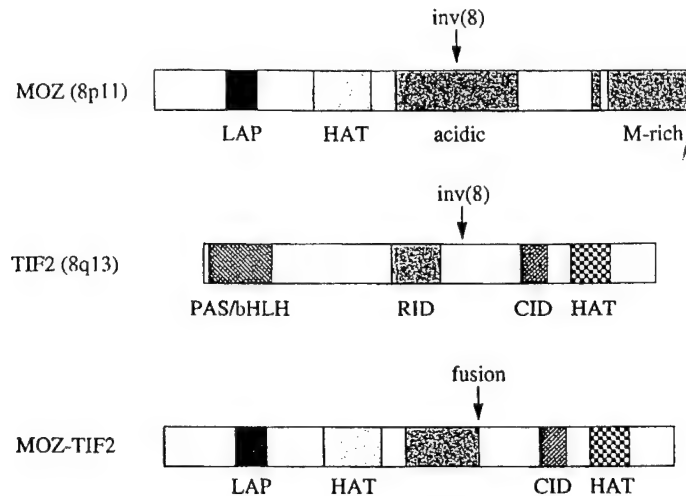 inv(8)
MOZ (8p11)
LAP HAT acidic M-rich
inv(8)
TIF2 (8q13)
PAS/bHLH RID CID HAT
fusion
MOZ-TIF2
LAP HAT CID HAT